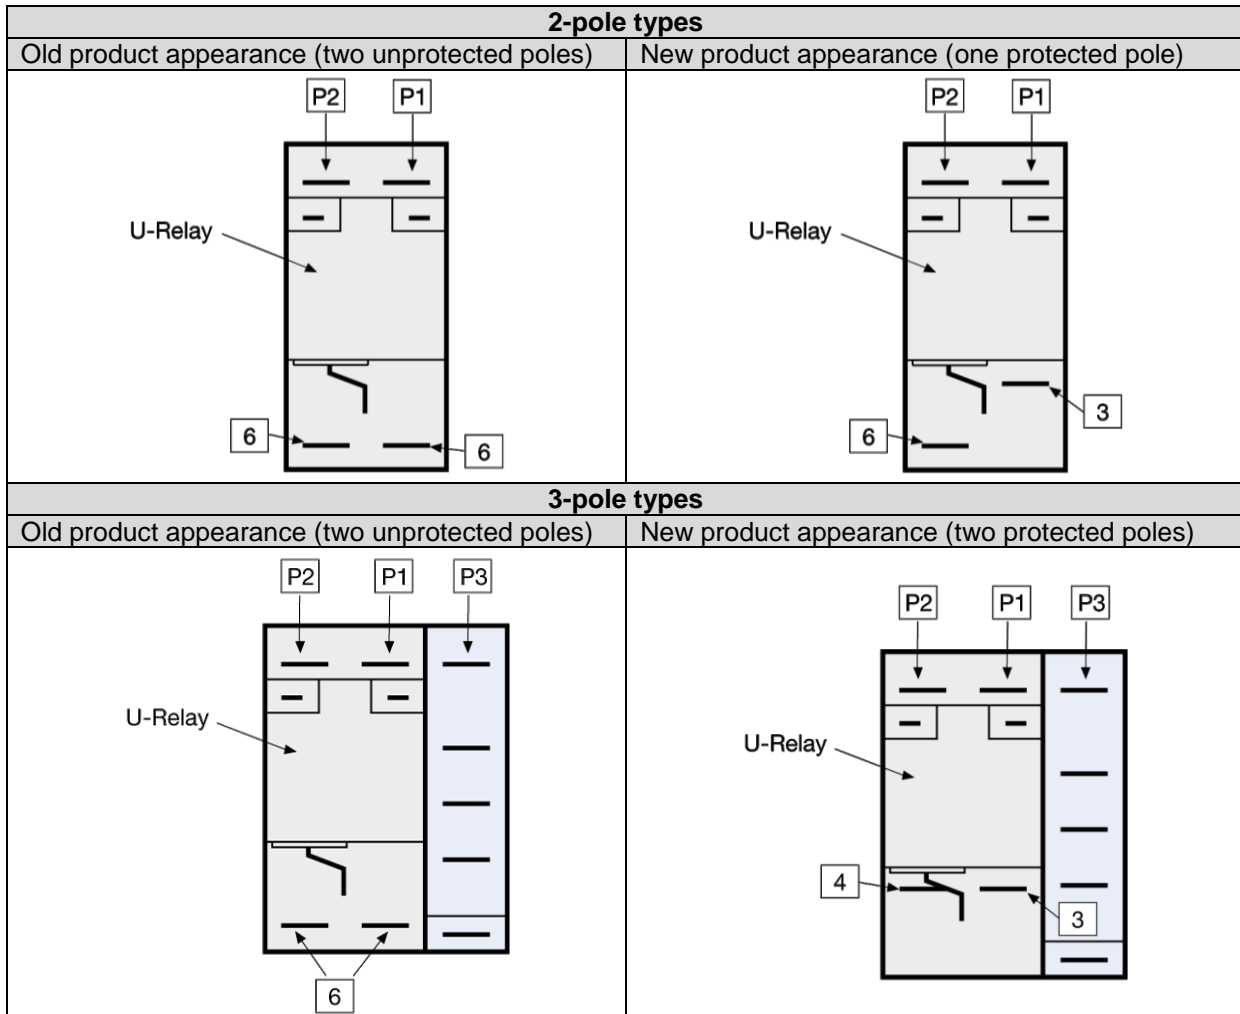 2-pole types
Old product appearance (two unprotected poles)
New product appearance (one protected pole)
P2 P1
U-Relay
6 6
P2 P1
U-Relay
3
6
3-pole types
Old product appearance (two unprotected poles)
New product appearance (two protected poles)
P2 P1 P3
U-Relay
6
P2 P1 P3
U-Relay
4
3